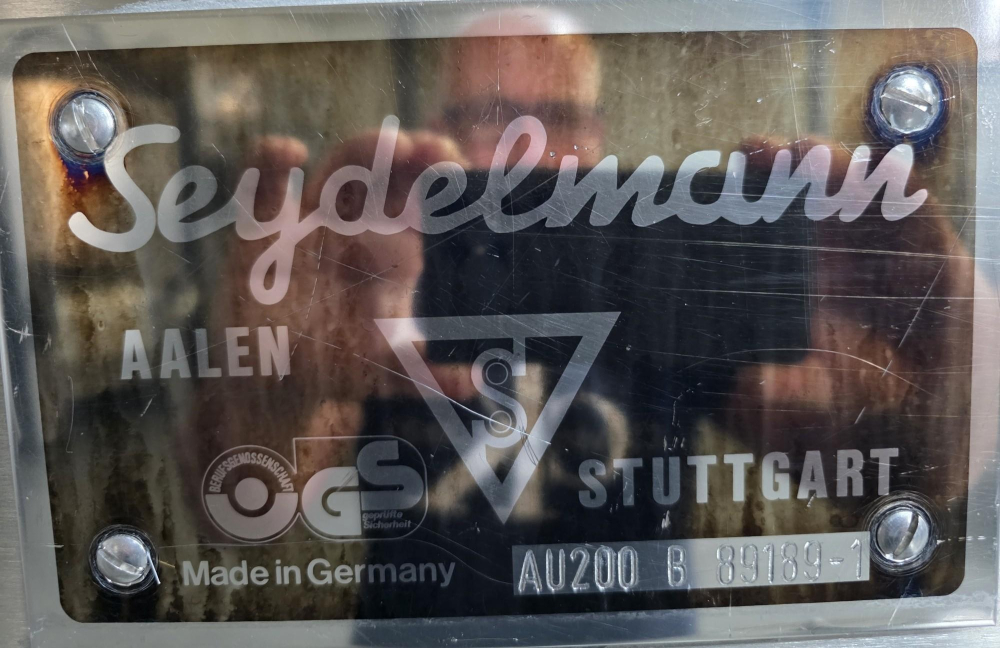 Seydelmann
AALEN
S
BERUFSGENOSSENSCHAFT
GS
geprüfte
Sicherheit
STUTTGART
Made in Germany
AU200 B 89189-1